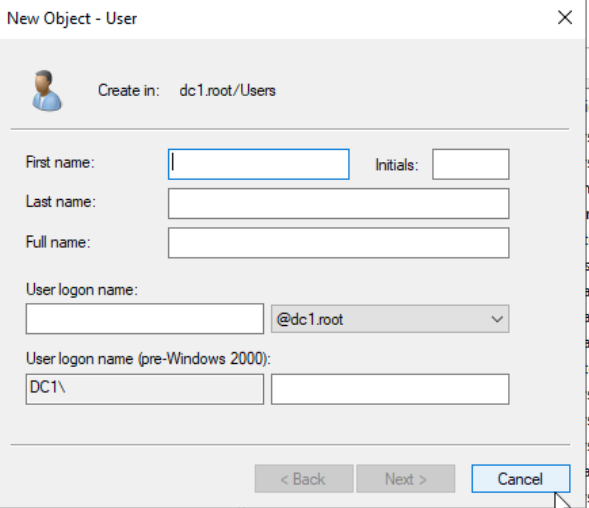 New Object - User
Create in: dc1.root/Users
First name: Initials:
Last name:
Full name:
User logon name:
@dc1.root
User logon name (pre-Windows 2000):
DC1\
< Back Next > Cancel